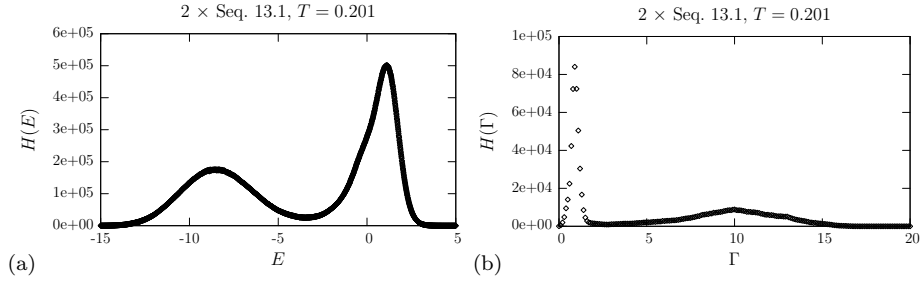 2 × Seq. 13.1, T = 0.201
6e+05
5e+05
4e+05
3e+05
2e+05
1e+05
0e+00
H(E)
-15
-10
-5
0
5
E
(a)
2 × Seq. 13.1, T = 0.201
1e+05
8e+04
6e+04
4e+04
2e+04
0e+00
H(Γ)
0
5
10
15
20
Γ
(b)